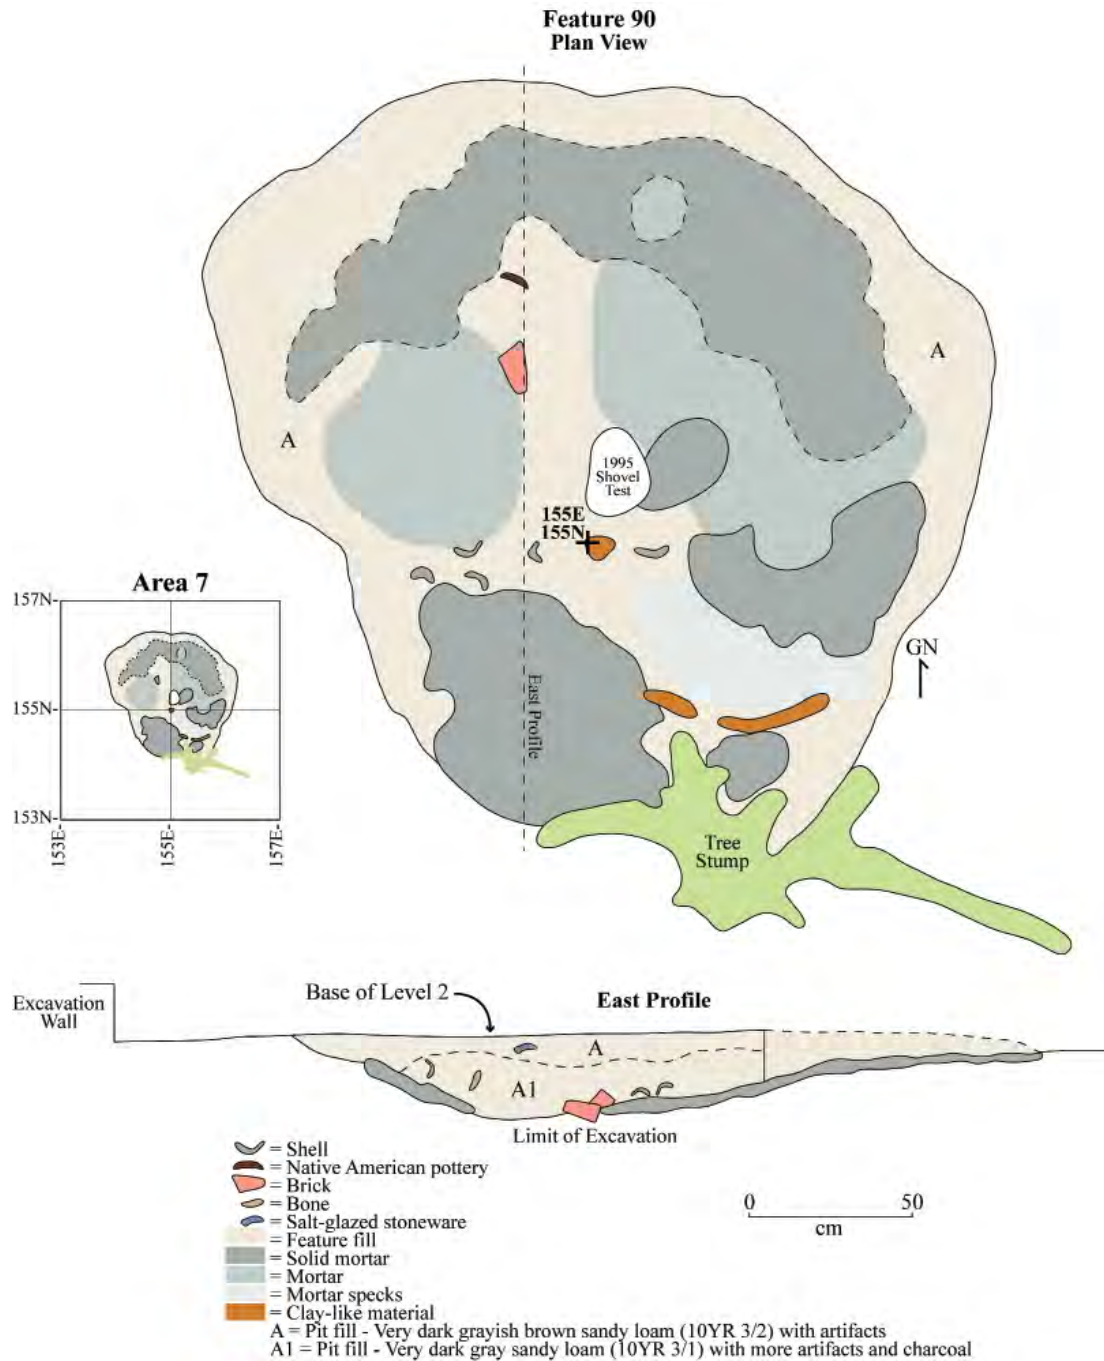 Feature 90
Plan View
A
A
1995
Shovel
Test
155E
155N
GN
East Profile
Tree
Stump
Area 7
157N-
155N-
153N-
153E-
155E-
157E-
Excavation
Wall
Base of Level 2
East Profile
A
A1
Limit of Excavation
= Shell
= Native American pottery
= Brick
= Bone
= Salt-glazed stoneware
= Feature fill
= Solid mortar
= Mortar
= Mortar specks
= Clay-like material
0 50
cm
A = Pit fill - Very dark grayish brown sandy loam (10YR 3/2) with artifacts
A1 = Pit fill - Very dark gray sandy loam (10YR 3/1) with more artifacts and charcoal